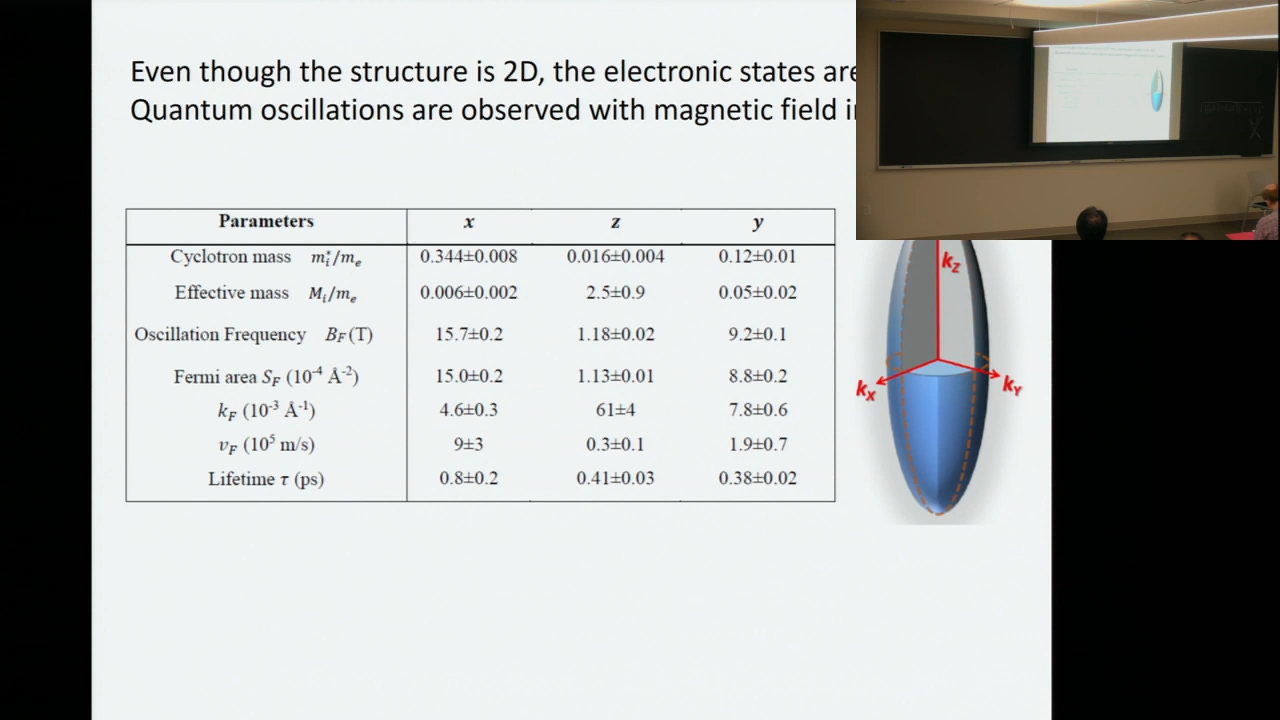 Even though the structure is 2D, the electronic states are
Quantum oscillations are observed with magnetic field i
Parameters x z y
Cyclotron mass m*i/me 0.344±0.008 0.016±0.004 0.12±0.01
Effective mass Mi/me 0.006±0.002 2.5±0.9 0.05±0.02
Oscillation Frequency BF(T) 15.7±0.2 1.18±0.02 9.2±0.1
Fermi area SF (10⁻⁴ Å⁻²) 15.0±0.2 1.13±0.01 8.8±0.2
kF (10⁻³ Å⁻¹) 4.6±0.3 61±4 7.8±0.6
vF (10⁵ m/s) 9±3 0.3±0.1 1.9±0.7
Lifetime τ (ps) 0.8±0.2 0.41±0.03 0.38±0.02
kZ
kX
kY